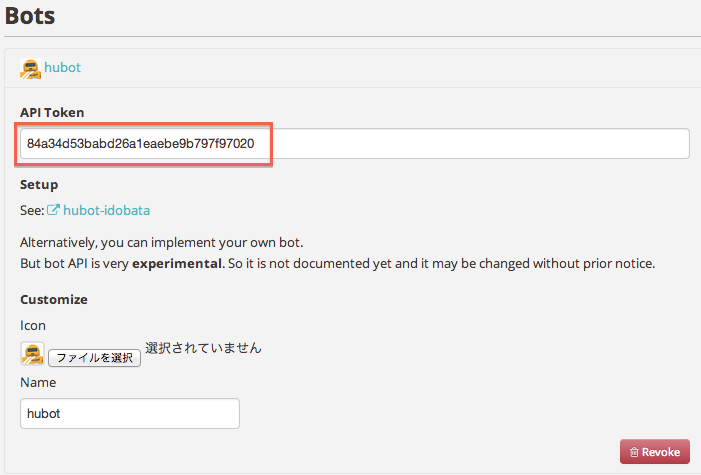 Bots
hubot
API Token
84a34d53babd26a1eaebe9b797f97020
Setup
See: hubot-idobata
Alternatively, you can implement your own bot.
But bot API is very experimental. So it is not documented yet and it may be changed without prior notice.
Customize
Icon
ファイルを選択 選択されていません
Name
hubot
Revoke